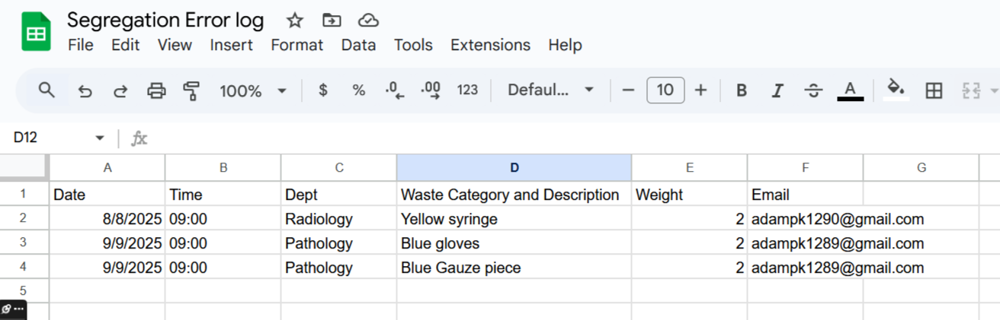 Segregation Error log
File Edit View Insert Format Data Tools Extensions Help
100% $ % .0 .00 123 Defaul... − 10 + B I A
D12 fx
A B C D E F G
1 Date Time Dept Waste Category and Description Weight Email
2 8/8/2025 09:00 Radiology Yellow syringe 2 adampk1290@gmail.com
3 9/9/2025 09:00 Pathology Blue gloves 2 adampk1289@gmail.com
4 9/9/2025 09:00 Pathology Blue Gauze piece 2 adampk1289@gmail.com
5